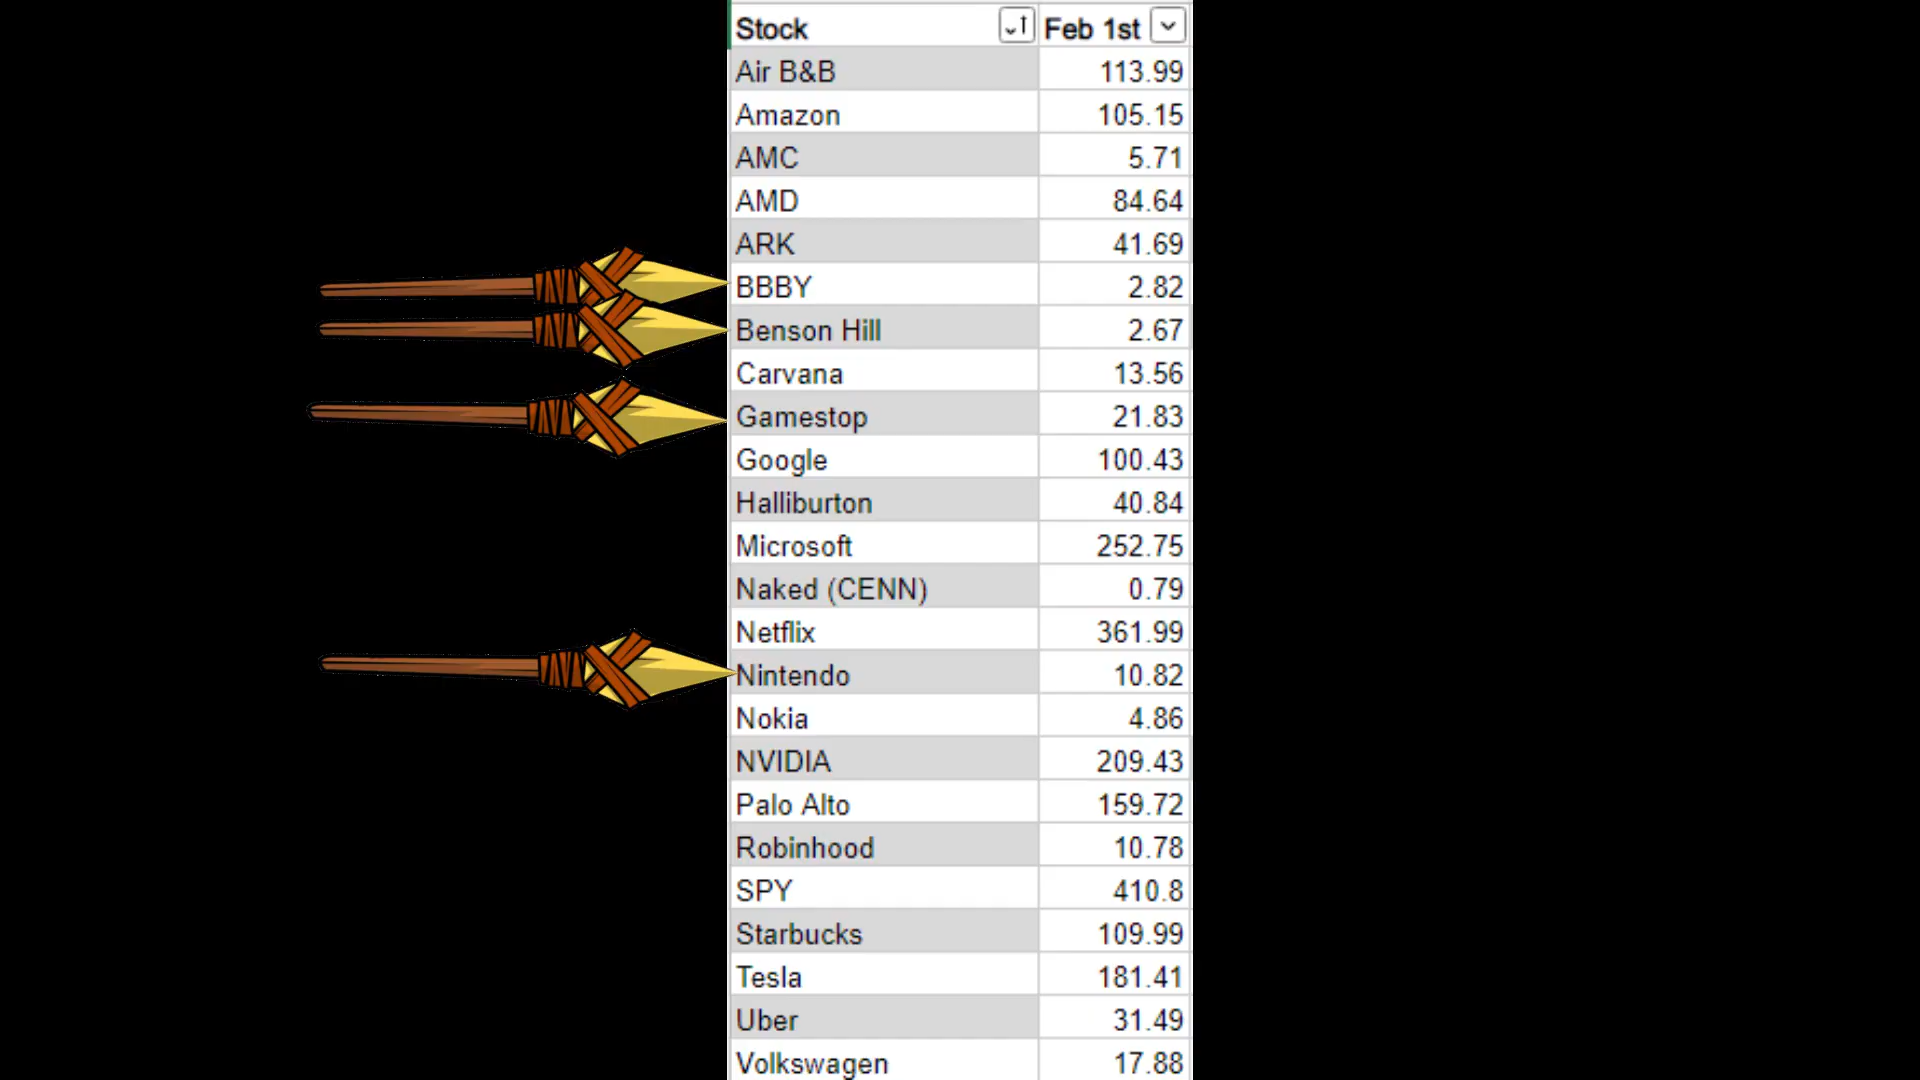 Stock Feb 1st
Air B&B 113.99
Amazon 105.15
AMC 5.71
AMD 84.64
ARK 41.69
BBBY 2.82
Benson Hill 2.67
Carvana 13.56
Gamestop 21.83
Google 100.43
Halliburton 40.84
Microsoft 252.75
Naked (CENN) 0.79
Netflix 361.99
Nintendo 10.82
Nokia 4.86
NVIDIA 209.43
Palo Alto 159.72
Robinhood 10.78
SPY 410.8
Starbucks 109.99
Tesla 181.41
Uber 31.49
Volkswagen 17.88